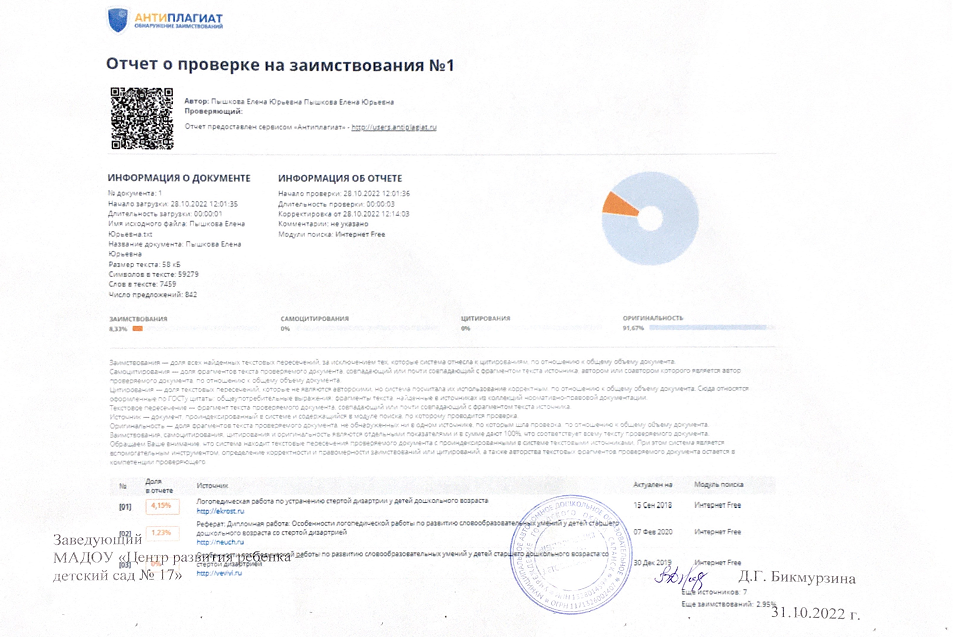 АНТИПЛАГИАТ
ОБНАРУЖЕНИЕ ЗАИМСТВОВАНИЙ
Отчет о проверке на заимствования №1
Автор: Пышкова Елена Юрьевна Пышкова Елена Юрьевна
Проверяющий:
Отчет предоставлен сервисом «Антиплагиат» - http://users.antiplagiat.ru
ИНФОРМАЦИЯ О ДОКУМЕНТЕ
№ документа: 1
Начало загрузки: 28.10.2022 12:01:35
Длительность загрузки: 00:00:01
Имя исходного файла: Пышкова Елена
Юрьевна.txt
Название документа: Пышкова Елена
Юрьевна
Размер текста: 58 кБ
Символов в тексте: 59279
Слов в тексте: 7459
Число предложений: 842
ИНФОРМАЦИЯ ОБ ОТЧЕТЕ
Начало проверки: 28.10.2022 12:01:36
Длительность проверки: 00:00:03
Корректировка от 28.10.2022 12:14:03
Комментарии: не указано
Модули поиска: Интернет Free
ЗАИМСТВОВАНИЯ
8,33%
САМОЦИТИРОВАНИЯ
0%
ЦИТИРОВАНИЯ
0%
ОРИГИНАЛЬНОСТЬ
91,67%
Заимствования — доля всех найденных текстовых пересечений, за исключением тех, которые система отнесла к цитированиям, по отношению к общему объему документа.
Самоцитирования — доля фрагментов текста проверяемого документа, совпадающий или почти совпадающий с фрагментом текста источника, автором или соавтором которого является автор
проверяемого документа, по отношению к общему объему документа.
Цитирования — доля текстовых пересечений, которые не являются авторскими, но система посчитала их использование корректным, по отношению к общему объему документа. Сюда относятся
оформленные по ГОСТу цитаты; общеупотребительные выражения; фрагменты текста, найденные в источниках из коллекций нормативно-правовой документации.
Текстовое пересечение — фрагмент текста проверяемого документа, совпадающий или почти совпадающий с фрагментом текста источника.
Источник — документ, проиндексированный в системе и содержащийся в модуле поиска, по которому проводится проверка.
Оригинальность — доля фрагментов текста проверяемого документа, не обнаруженных ни в одном источнике, по которым шла проверка, по отношению к общему объему документа.
Заимствования, самоцитирования, цитирования и оригинальность являются отдельными показателями и в сумме дают 100%, что соответствует всему тексту проверяемого документа.
Обращаем Ваше внимание, что система находит текстовые пересечения проверяемого документа с проиндексированными в системе текстовыми источниками. При этом система является
вспомогательным инструментом, определение корректности и правомерности заимствований или цитирований, а также авторства текстовых фрагментов проверяемого документа остается в
компетенции проверяющего.
№ Доля в отчете Источник Актуален на Модуль поиска
[01] 4,15% Логопедическая работа по устранению стертой дизартрии у детей дошкольного возраста 13 Сен 2018 Интернет Free
http://ekrost.ru
[02] 1,23% Реферат: Дипломная работа: Особенности логопедической работы по развитию словообразовательных умений у детей старшего
дошкольного возраста со стертой дизартрией 07 Фев 2020 Интернет Free
http://neuch.ru
[03] 0% Особенности логопедической работы по развитию словообразовательных умений у детей старшего дошкольного возраста со
стертой дизартрией 30 Дек 2019 Интернет Free
http://vevivi.ru
Заведующий
МАДОУ «Центр развития ребенка
детский сад № 17»
Д.Г. Бикмурзина
Еще источников: 7
Еще заимствований: 2,95%
31.10.2022 г.